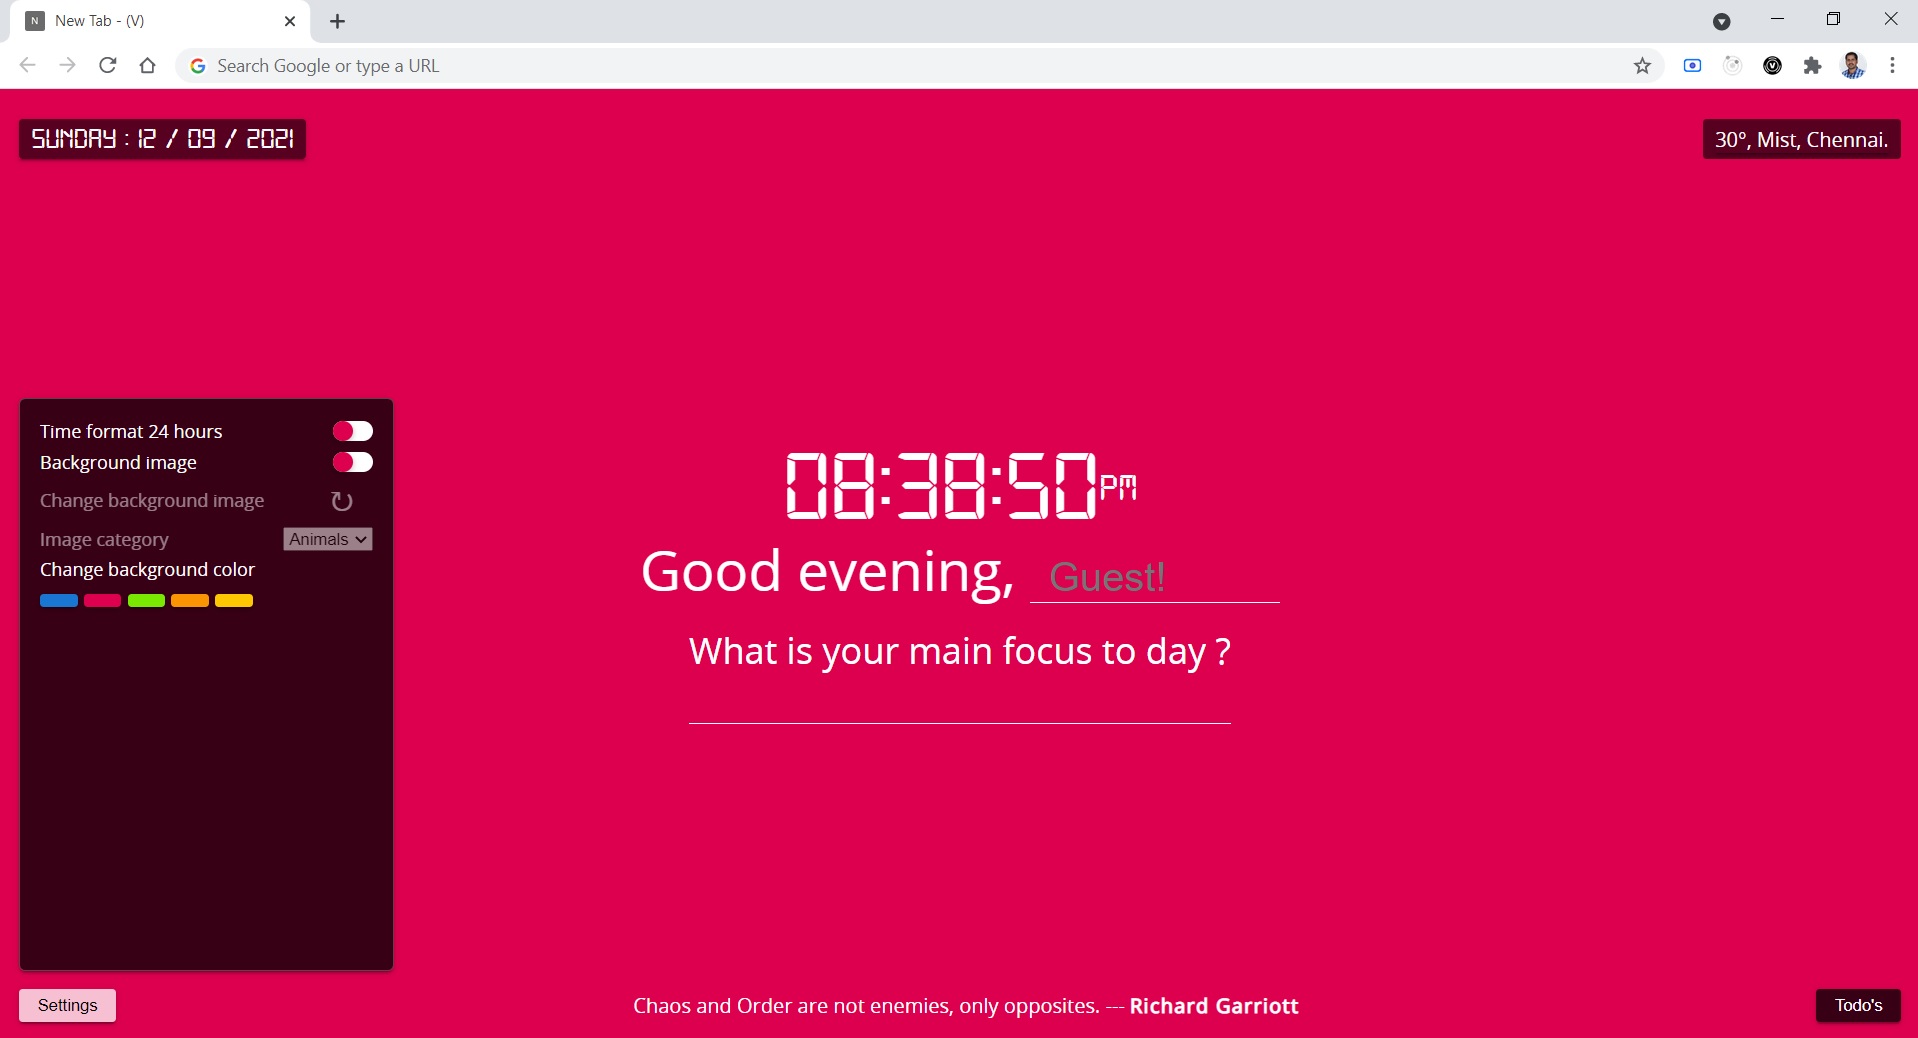 N New Tab - (V)
Search Google or type a URL
SUNDAY : 12 / 09 / 2021
30°, Mist, Chennai.
Time format 24 hours
Background image
Change background image
Image category
Animals
Change background color
08:38:50PM
Good evening, Guest!
What is your main focus to day ?
Settings
Chaos and Order are not enemies, only opposites. --- Richard Garriott
Todo's